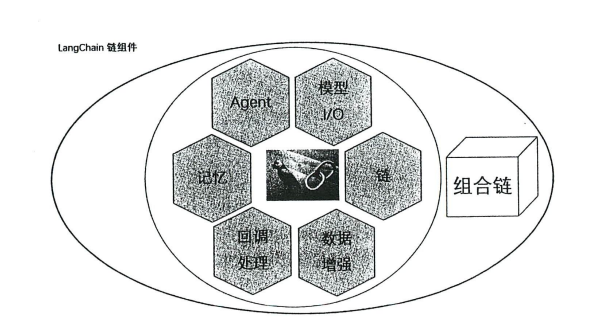 LangChain 链组件
Agent
模型
I/O
记忆
链
组合链
回调
处理
数据
增强